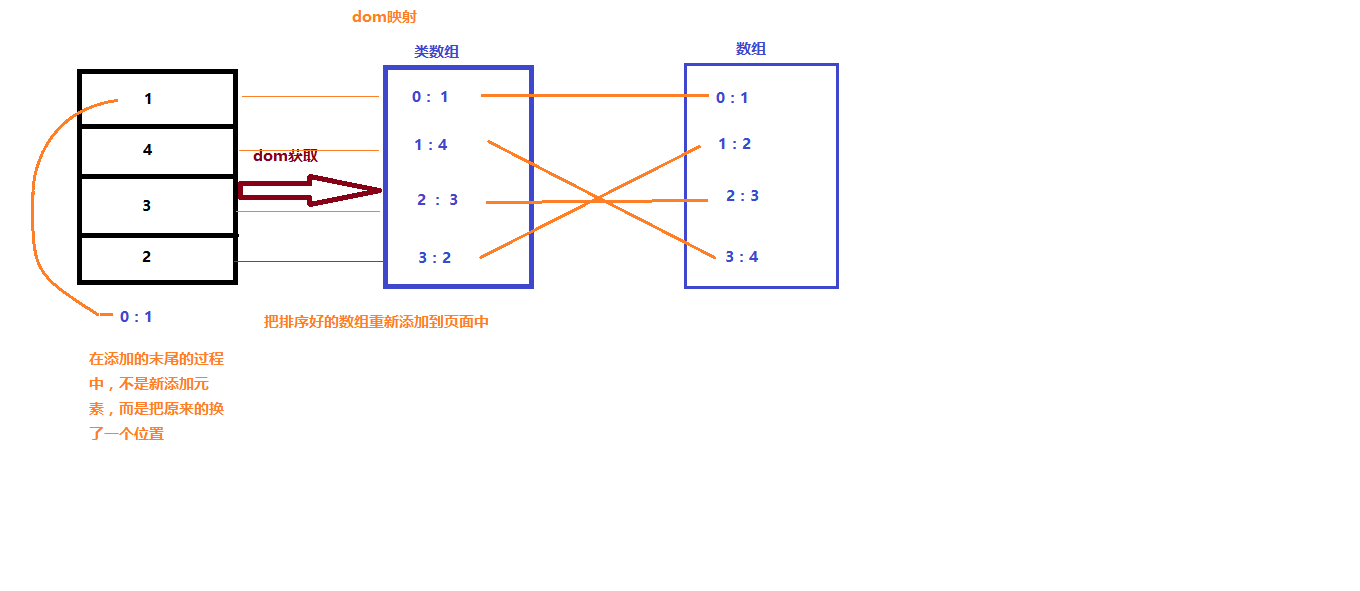 dom映射
类数组
数组
1
4
3
2
dom获取
0： 1
1：4
2 ： 3
3：2
0：1
1：2
2：3
3：4
0：1
把排序好的数组重新添加到页面中
在添加的末尾的过程
中，不是新添加元
素，而是把原来的换
了一个位置